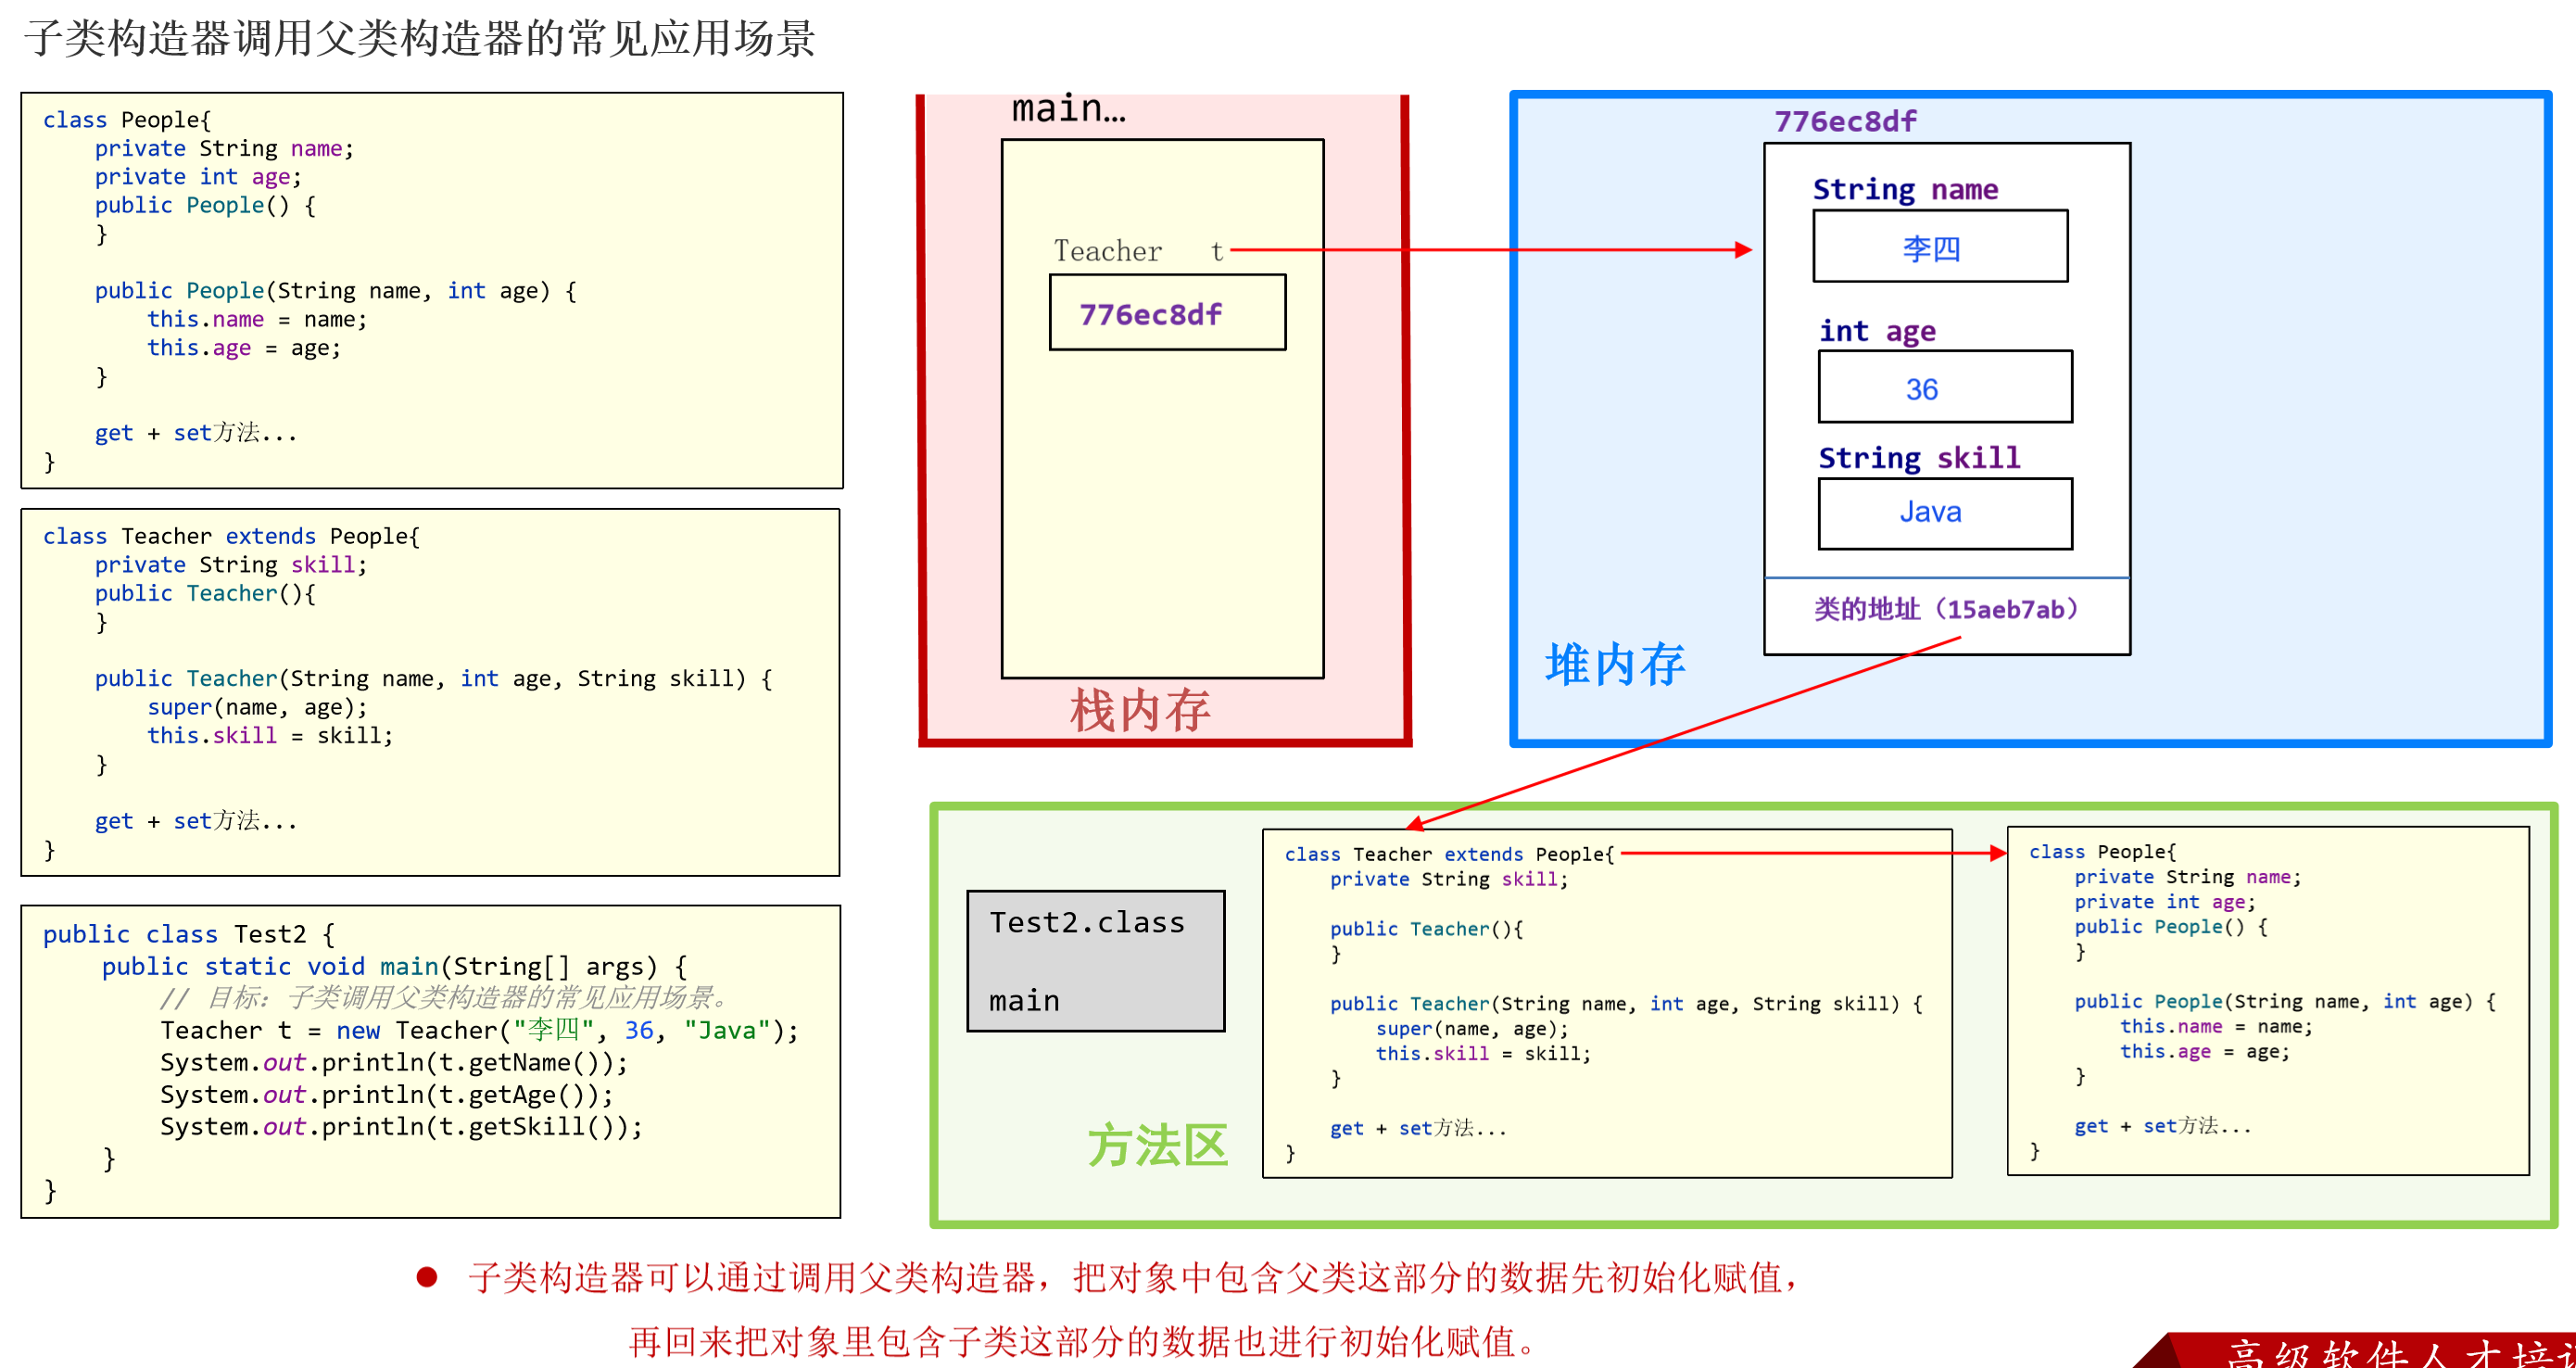 子类构造器调用父类构造器的常见应用场景
class People{
private String name;
private int age;
public People() {
}
public People(String name, int age) {
this.name = name;
this.age = age;
}
get + set方法...
}
class Teacher extends People{
private String skill;
public Teacher(){
}
public Teacher(String name, int age, String skill) {
super(name, age);
this.skill = skill;
}
get + set方法...
}
public class Test2 {
public static void main(String[] args) {
// 目标：子类调用父类构造器的常见应用场景。
Teacher t = new Teacher("李四", 36, "Java");
System.out.println(t.getName());
System.out.println(t.getAge());
System.out.println(t.getSkill());
}
}
main…
Teacher t
776ec8df
栈内存
776ec8df
String name
李四
int age
36
String skill
Java
类的地址（15aeb7ab）
堆内存
Test2.class
main
方法区
class Teacher extends People{
private String skill;
public Teacher(){
}
public Teacher(String name, int age, String skill) {
super(name, age);
this.skill = skill;
}
get + set方法...
}
class People{
private String name;
private int age;
public People() {
}
public People(String name, int age) {
this.name = name;
this.age = age;
}
get + set方法...
}
● 子类构造器可以通过调用父类构造器，把对象中包含父类这部分的数据先初始化赋值，
再回来把对象里包含子类这部分的数据也进行初始化赋值。
高级软件人才培